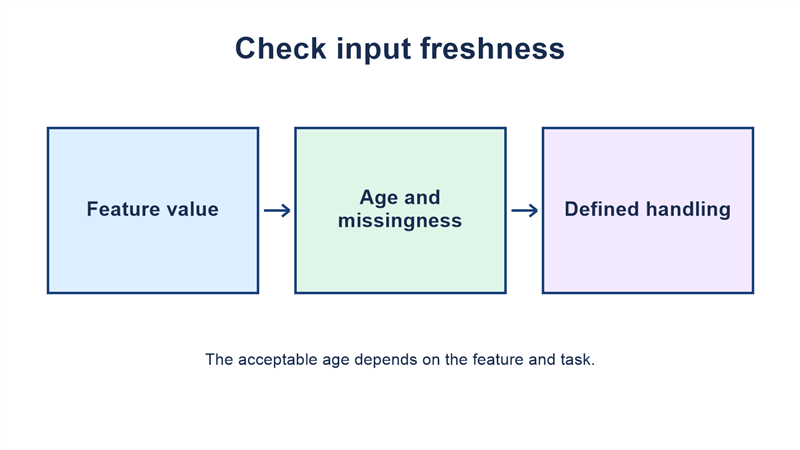 Check input freshness
Feature value
Age and
missingness
Defined handling
The acceptable age depends on the feature and task.